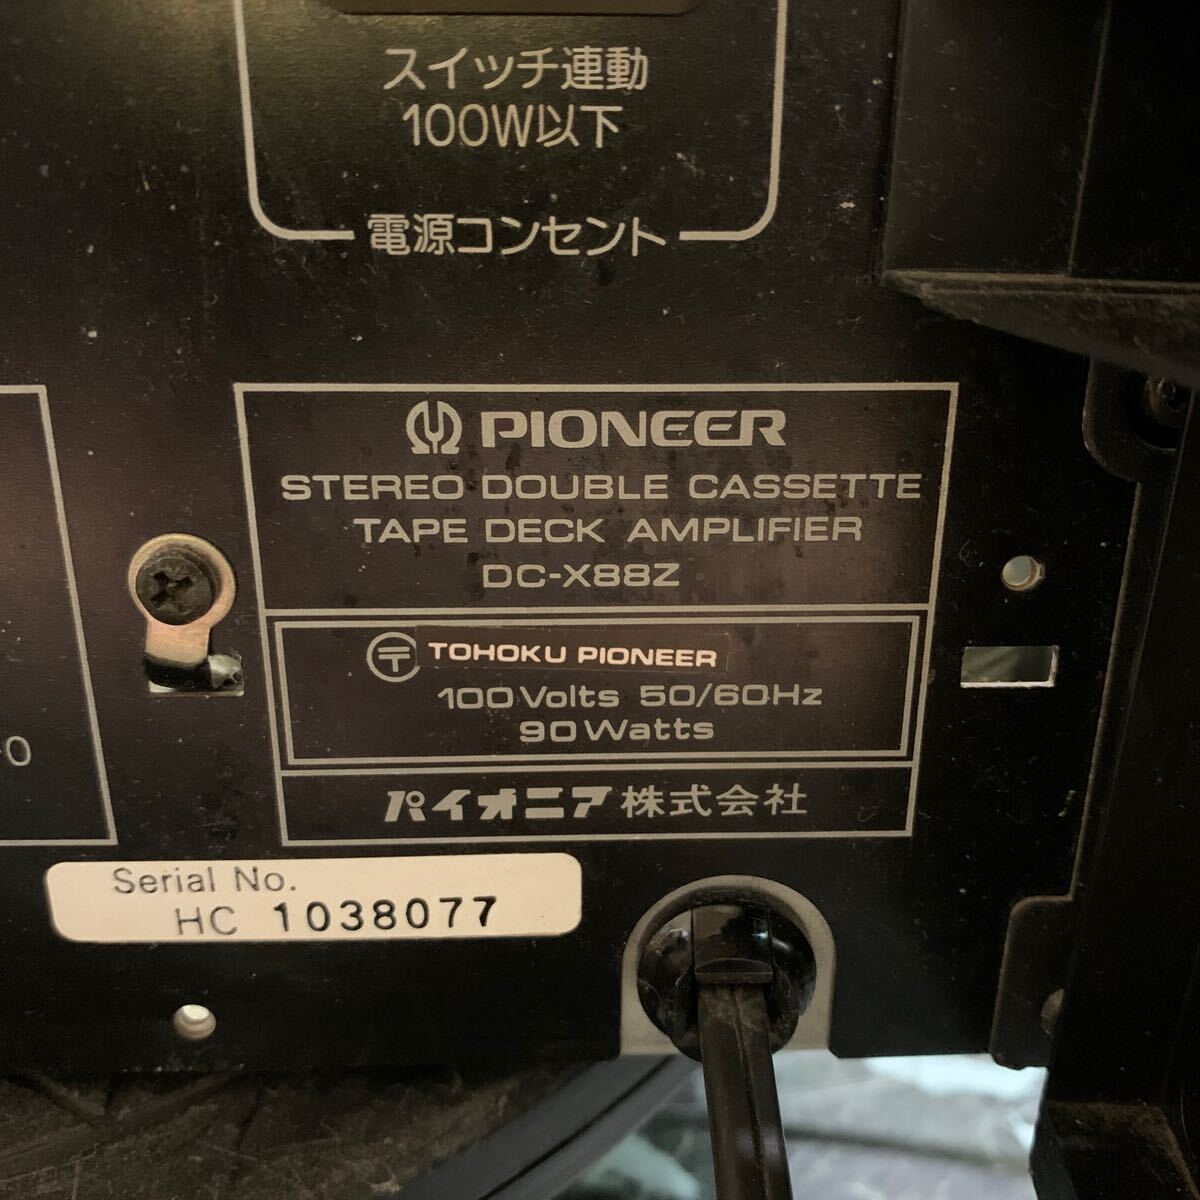 スイッチ連動
100W以下
電源コンセント
PIONEER
STEREO DOUBLE CASSETTE
TAPE DECK AMPLIFIER
DC-X88Z
〒 TOHOKU PIONEER
100Volts 50/60Hz
90Watts
パイオニア株式会社
Serial No.
HC 1038077